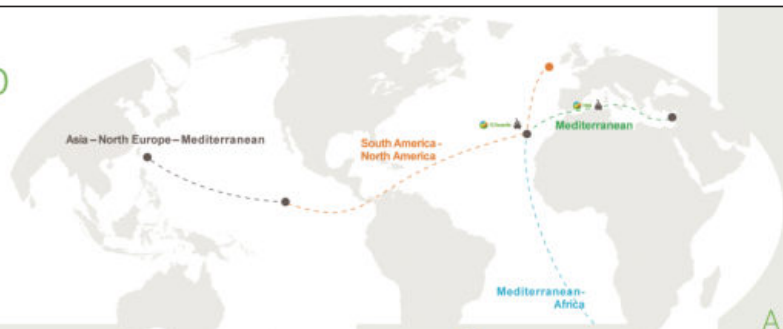 Asia – North Europe – Mediterranean
South America -
North America
Mediterranean
Mediterranean-
Africa
A